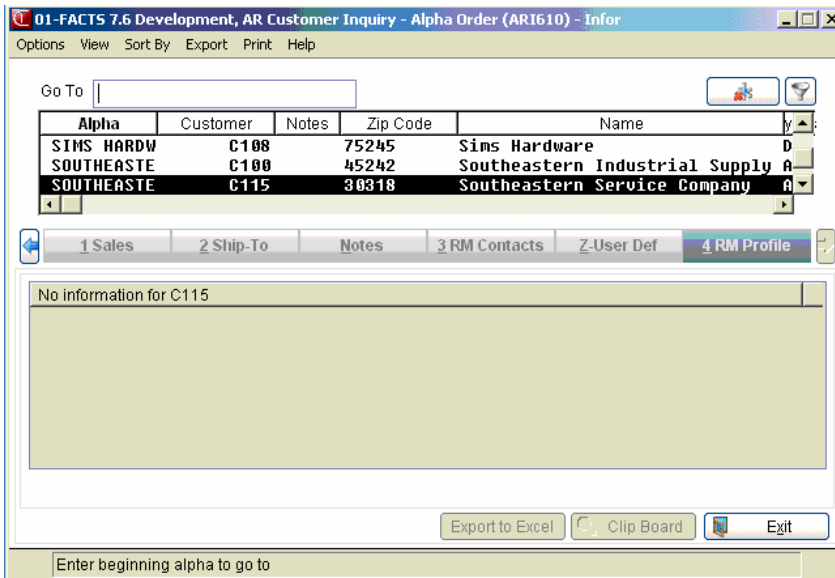 01-FACTS 7.6 Development, AR Customer Inquiry - Alpha Order (ARI610) - Infor
Options View Sort By Export Print Help
Go To
Alpha Customer Notes Zip Code Name
SIMS HARDW C108 75245 Sims Hardware D
SOUTHEASTE C100 45242 Southeastern Industrial Supply A
SOUTHEASTE C115 30318 Southeastern Service Company A
1 Sales 2 Ship-To Notes 3 RM Contacts Z-User Def 4 RM Profile
No information for C115
Export to Excel Clip Board Exit
Enter beginning alpha to go to